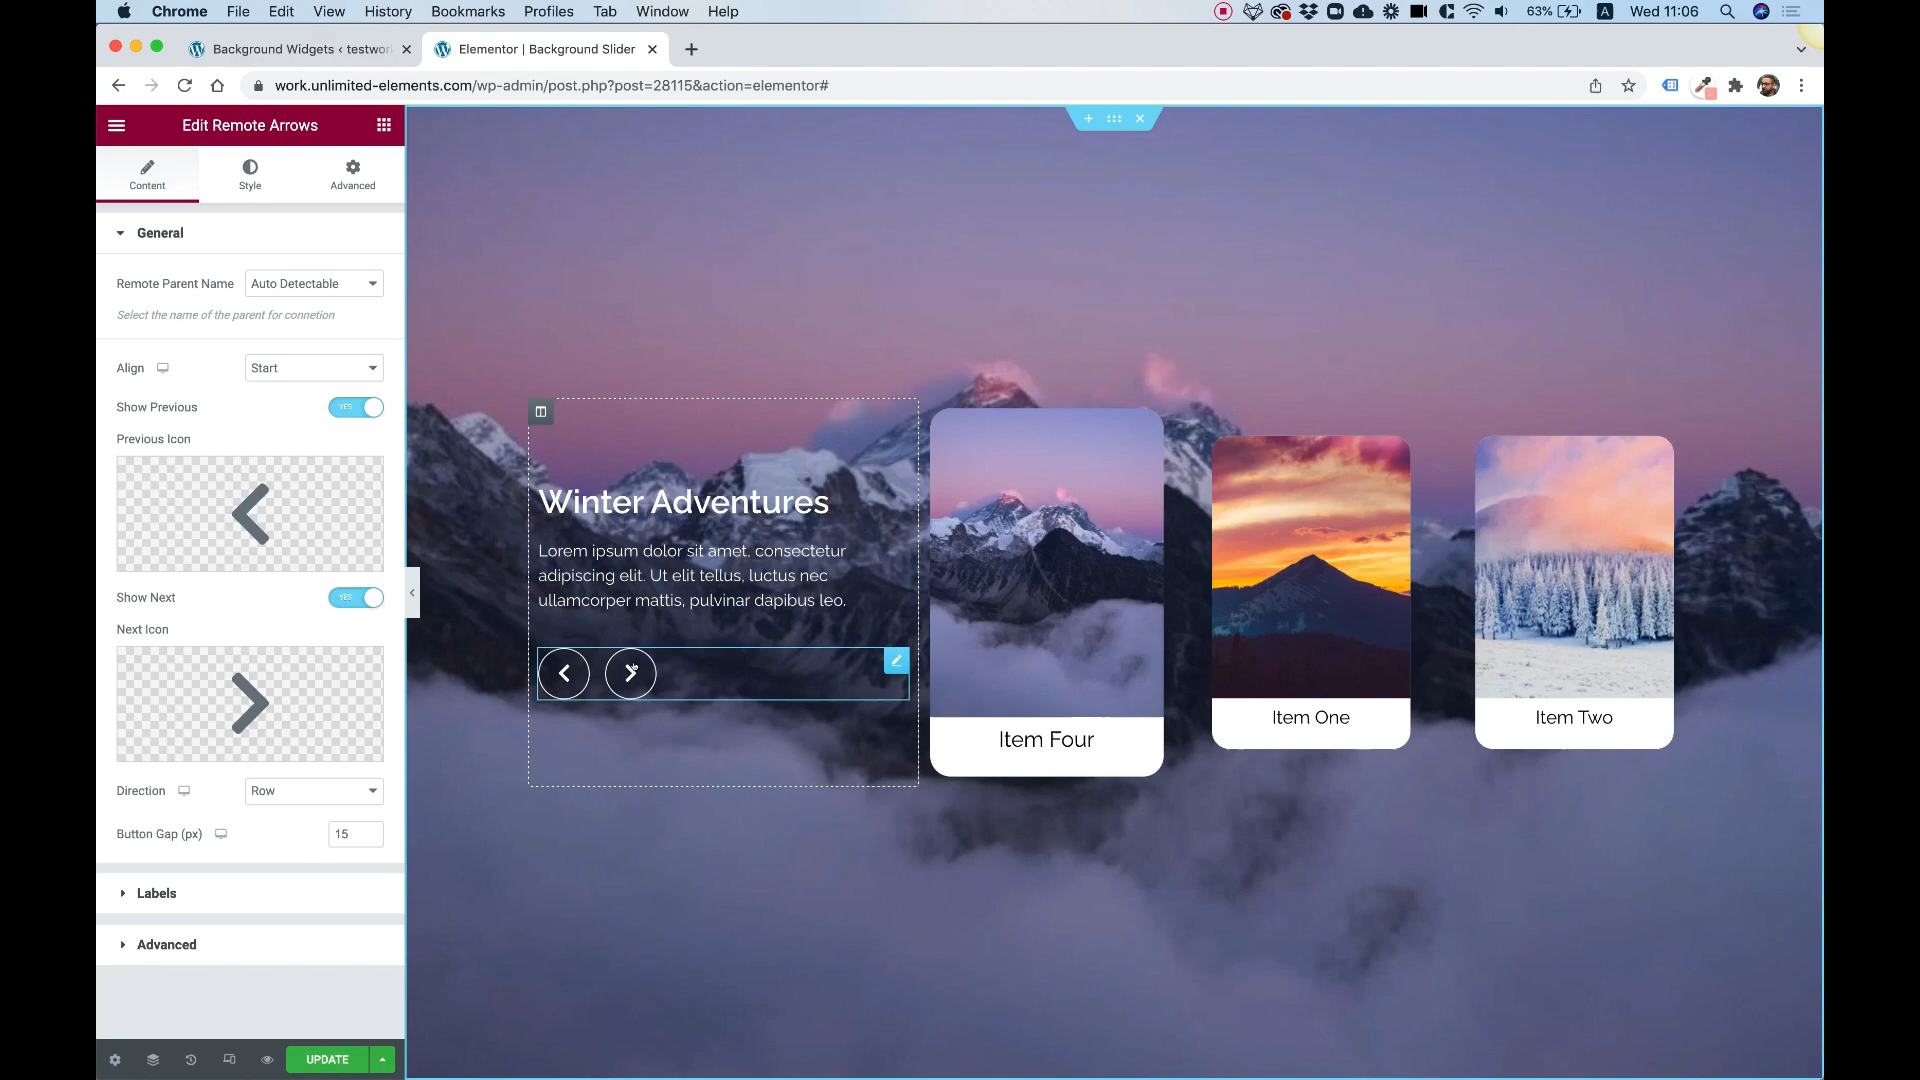 Chrome File Edit View History Bookmarks Profiles Tab Window Help 63% A Wed 11:06
Background Widgets ‹ testwor Elementor | Background Slider
work.unlimited-elements.com/wp-admin/post.php?post=28115&action=elementor#
Edit Remote Arrows
Content Style Advanced
General
Remote Parent Name Auto Detectable
Select the name of the parent for connetion
Align Start
Show Previous YES
Previous Icon
Show Next YES
Next Icon
Direction Row
Button Gap (px) 15
Labels
Advanced
UPDATE
Winter Adventures
Lorem ipsum dolor sit amet, consectetur
adipiscing elit. Ut elit tellus, luctus nec
ullamcorper mattis, pulvinar dapibus leo.
Item Four
Item One
Item Two